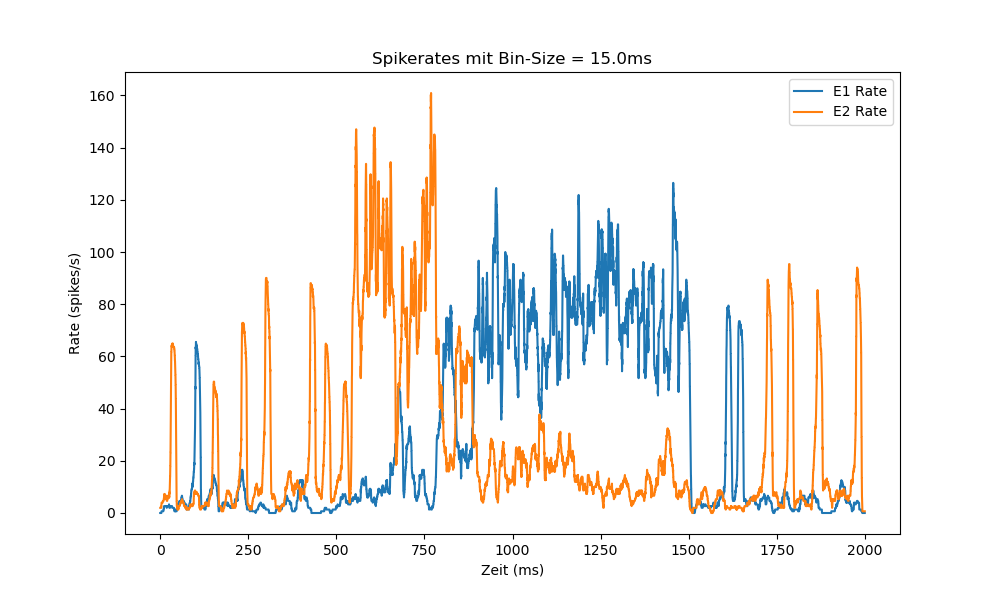 Spikerates mit Bin-Size = 15.0ms
E1 Rate
E2 Rate
160
140
120
100
80
60
40
20
0
Rate (spikes/s)
0 250 500 750 1000 1250 1500 1750 2000
Zeit (ms)